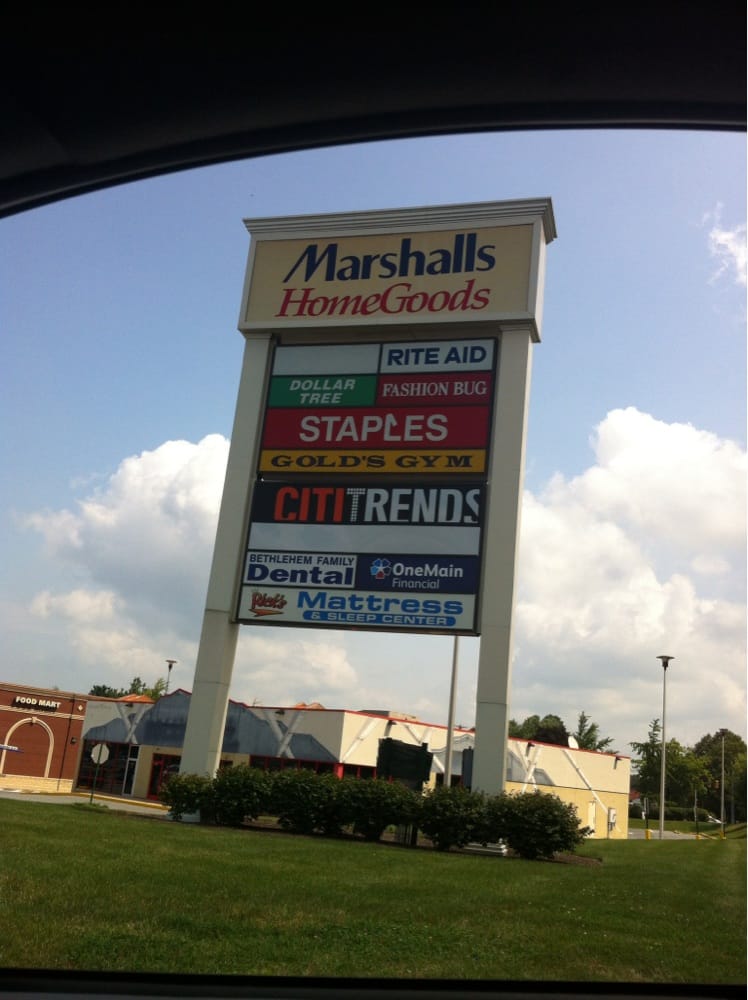 Marshalls
HomeGoods
RITE AID
DOLLAR
TREE
FASHION BUG
STAPLES
GOLD'S GYM
CITITRENDS
BETHLEHEM FAMILY
Dental
OneMain
Financial
Rick's
Mattress
& SLEEP CENTER
FOOD MART